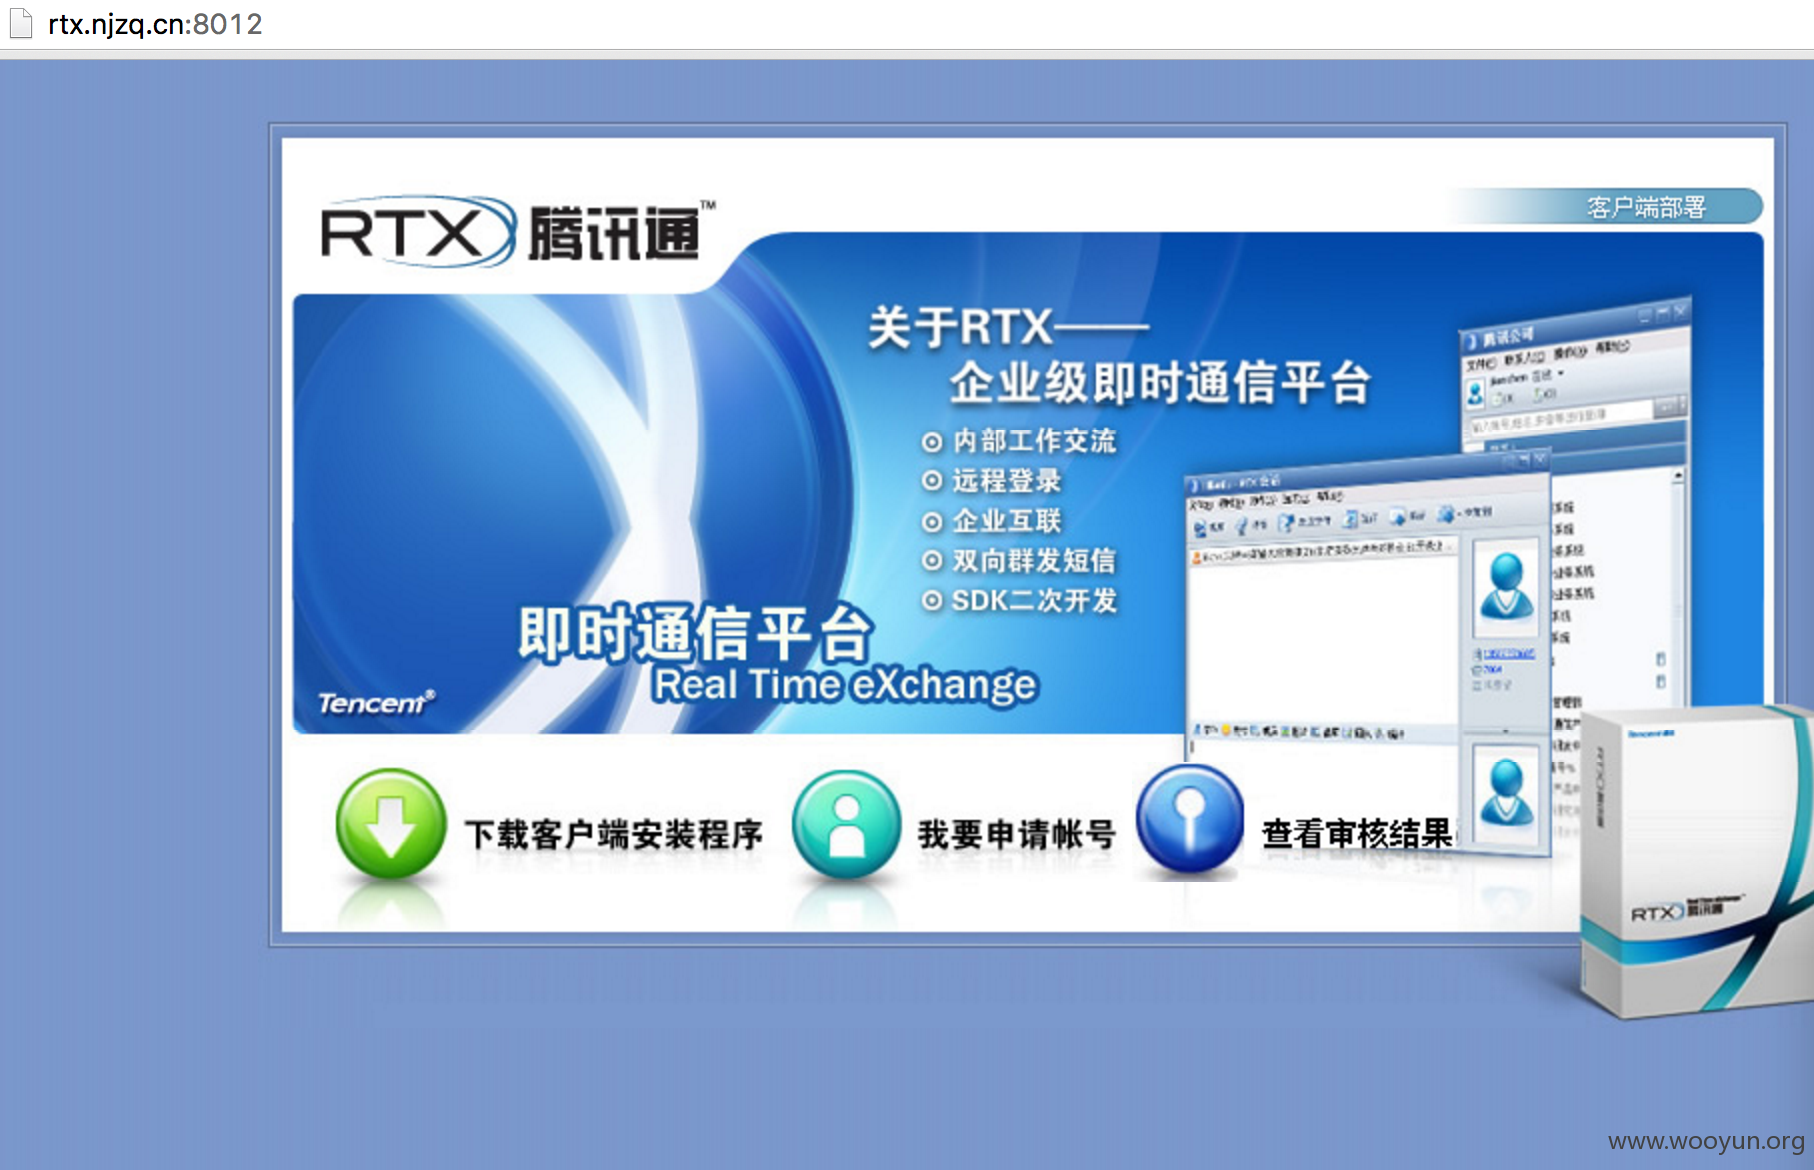 rtx.njzq.cn:8012
客户端部署
RTX 腾讯通™
关于RTX——
企业级即时通信平台
内部工作交流
远程登录
企业互联
双向群发短信
SDK二次开发
即时通信平台
Real Time eXchange
Tencent®
腾讯公司
下载客户端安装程序
我要申请帐号
查看审核结果
RTX 腾讯通
www.wooyun.org